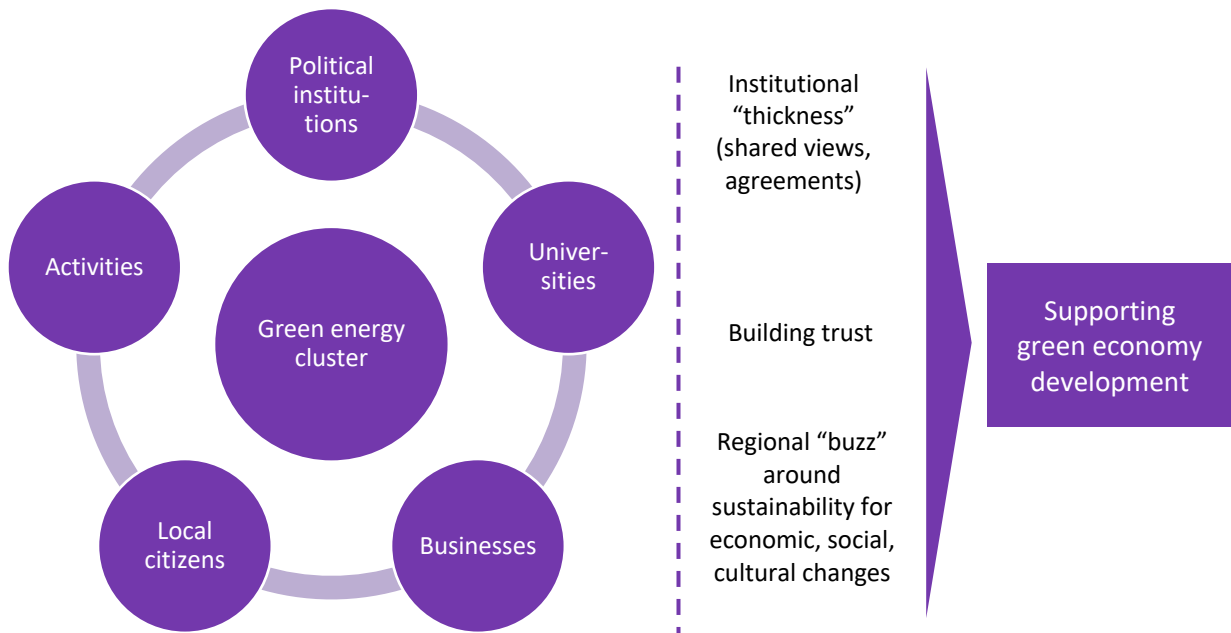 Political
institu-
tions
Univer-
sities
Businesses
Local
citizens
Activities
Green energy
cluster
Institutional
“thickness”
(shared views,
agreements)
Building trust
Regional “buzz”
around
sustainability for
economic, social,
cultural changes
Supporting
green economy
development